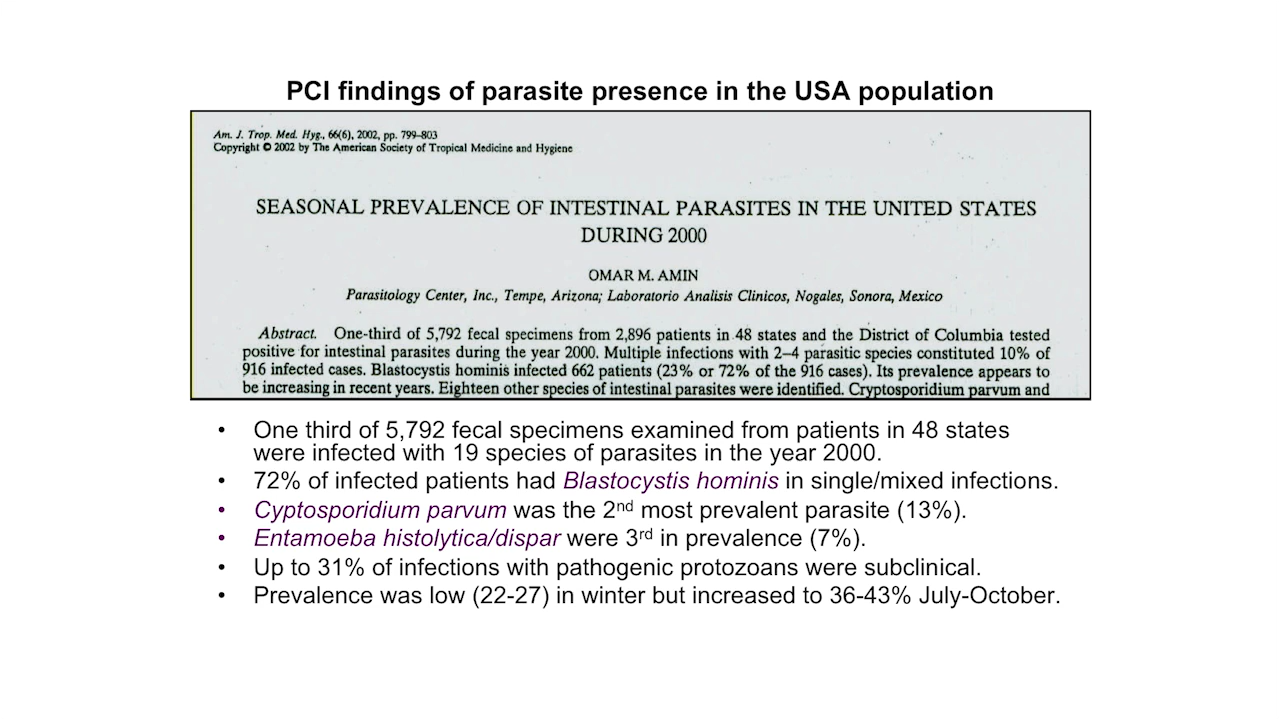 PCI findings of parasite presence in the USA population
Am. J. Trop. Med. Hyg., 66(6), 2002, pp. 799–803
Copyright © 2002 by The American Society of Tropical Medicine and Hygiene
SEASONAL PREVALENCE OF INTESTINAL PARASITES IN THE UNITED STATES
DURING 2000
OMAR M. AMIN
Parasitology Center, Inc., Tempe, Arizona; Laboratorio Analisis Clinicos, Nogales, Sonora, Mexico
Abstract. One-third of 5,792 fecal specimens from 2,896 patients in 48 states and the District of Columbia tested
positive for intestinal parasites during the year 2000. Multiple infections with 2–4 parasitic species constituted 10% of
916 infected cases. Blastocystis hominis infected 662 patients (23% or 72% of the 916 cases). Its prevalence appears to
be increasing in recent years. Eighteen other species of intestinal parasites were identified. Cryptosporidium parvum and
• One third of 5,792 fecal specimens examined from patients in 48 states
were infected with 19 species of parasites in the year 2000.
• 72% of infected patients had Blastocystis hominis in single/mixed infections.
• Cyptosporidium parvum was the 2nd most prevalent parasite (13%).
• Entamoeba histolytica/dispar were 3rd in prevalence (7%).
• Up to 31% of infections with pathogenic protozoans were subclinical.
• Prevalence was low (22-27) in winter but increased to 36-43% July-October.